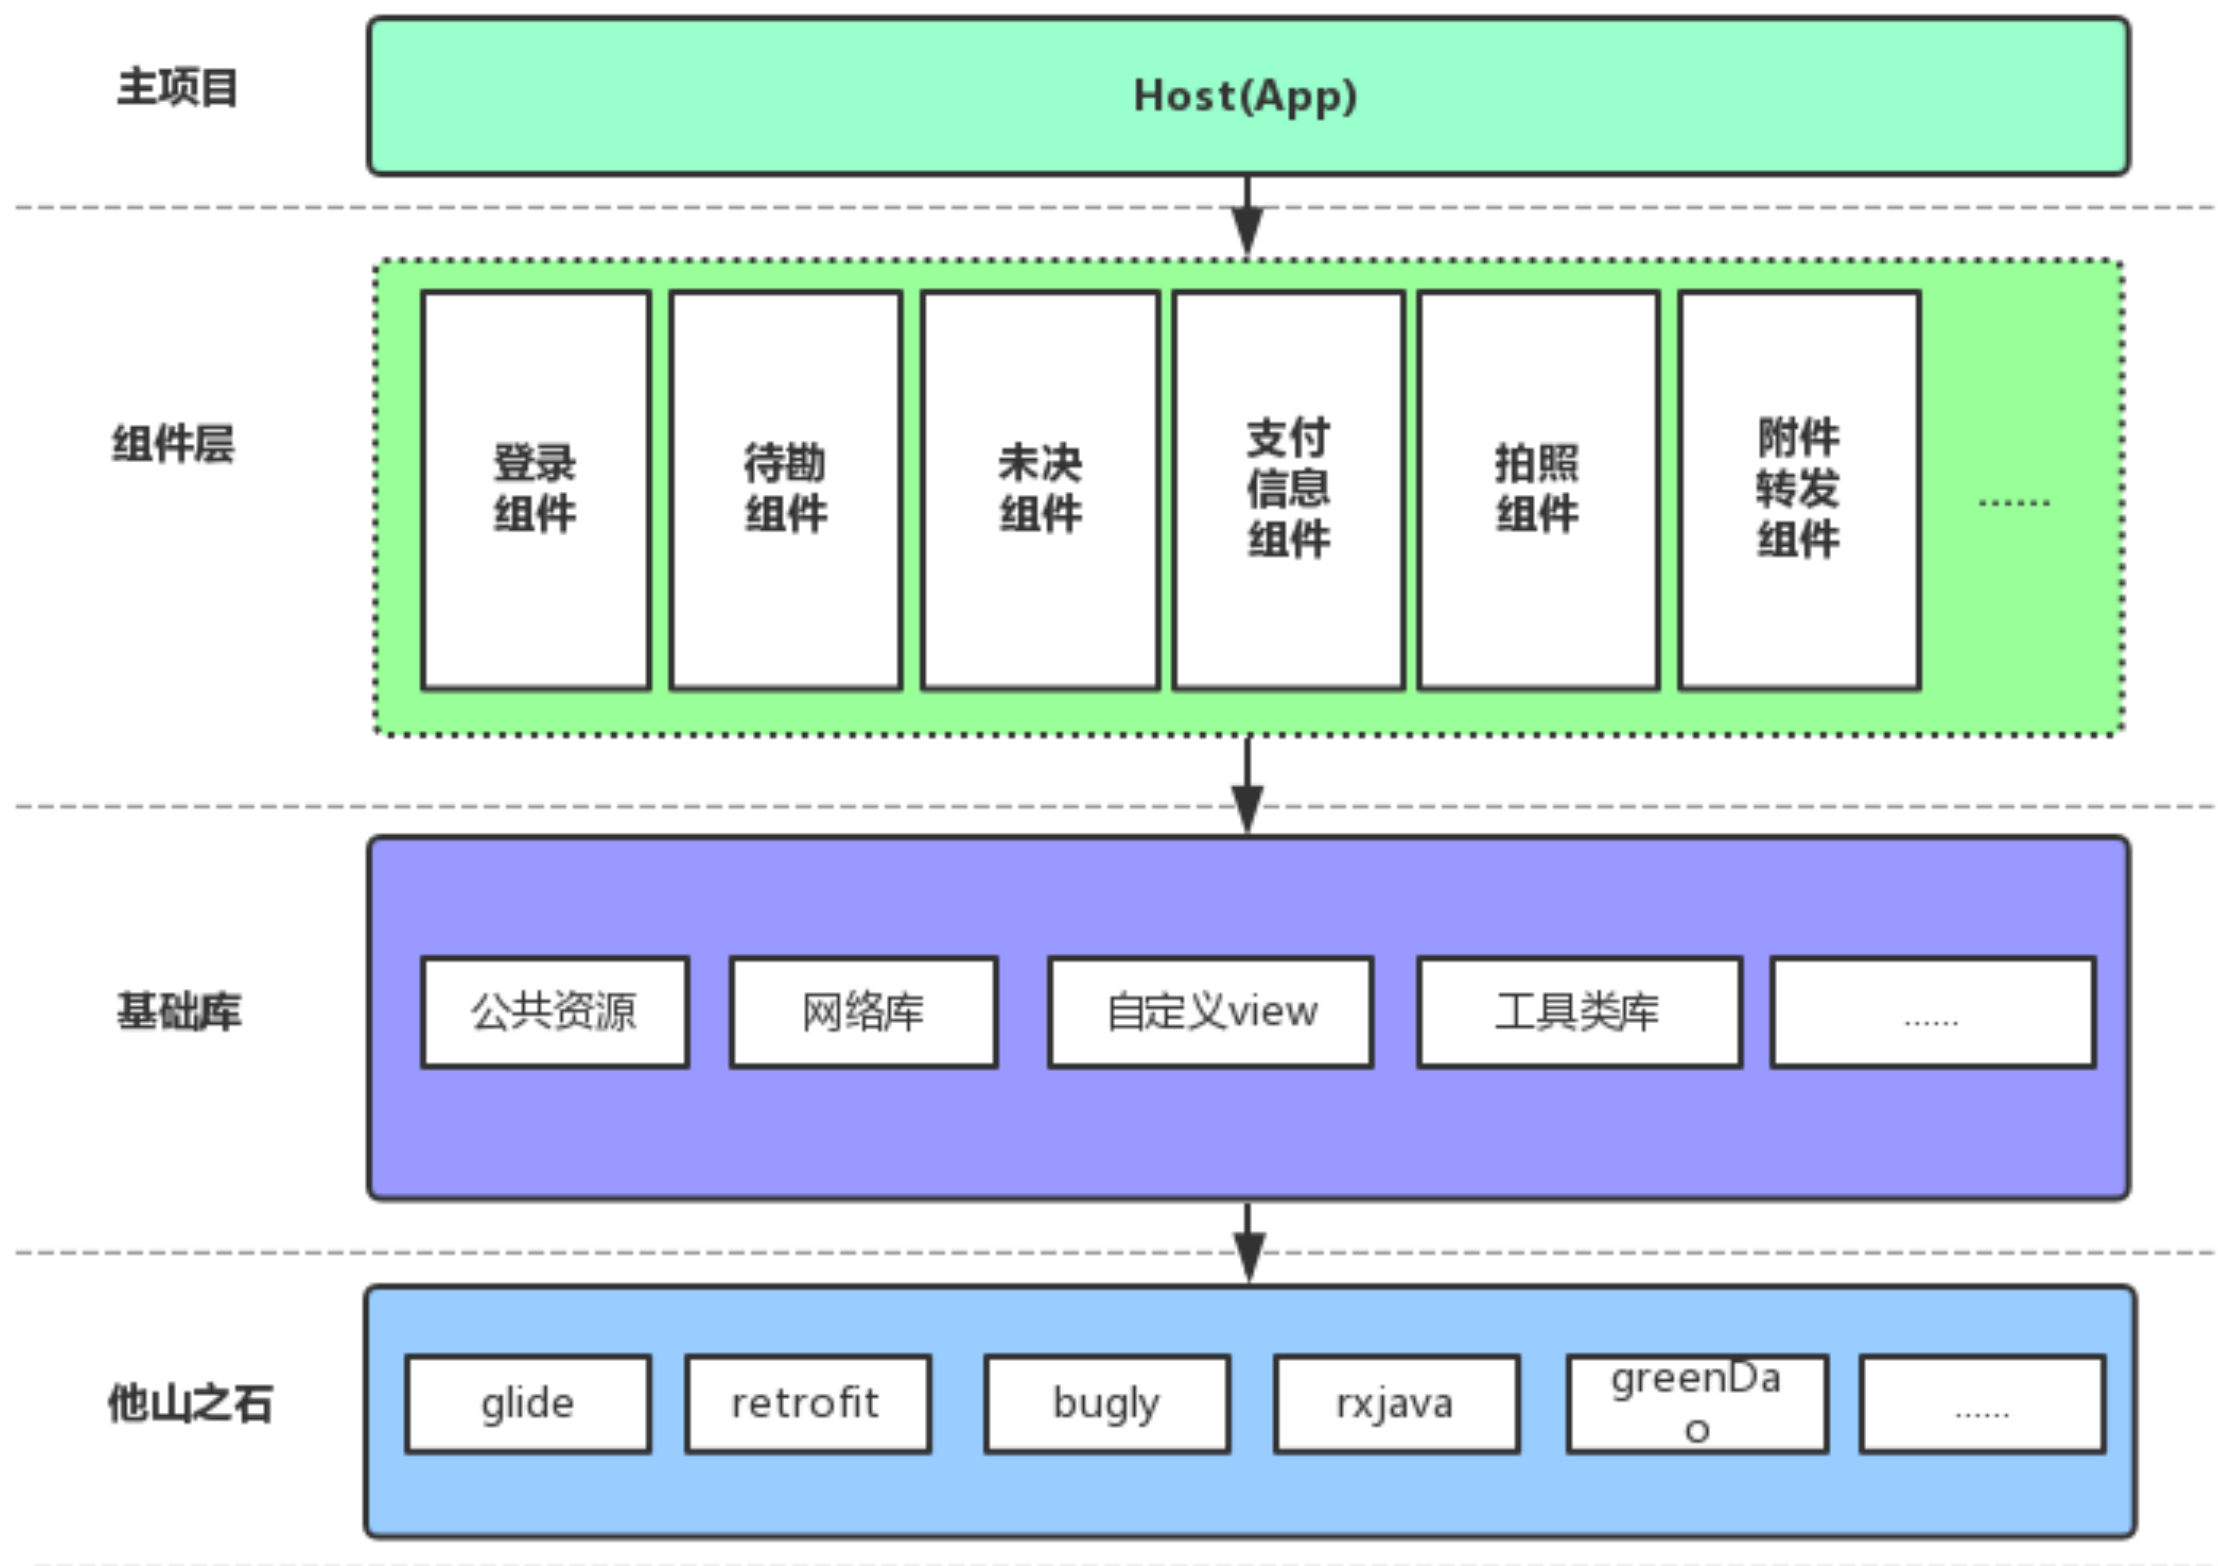 主项目
Host(App)
组件层
登录
组件
待勘
组件
未决
组件
支付
信息
组件
拍照
组件
附件
转发
组件
......
基础库
公共资源
网络库
自定义view
工具类库
......
他山之石
glide
retrofit
bugly
rxjava
greenDa
o
......